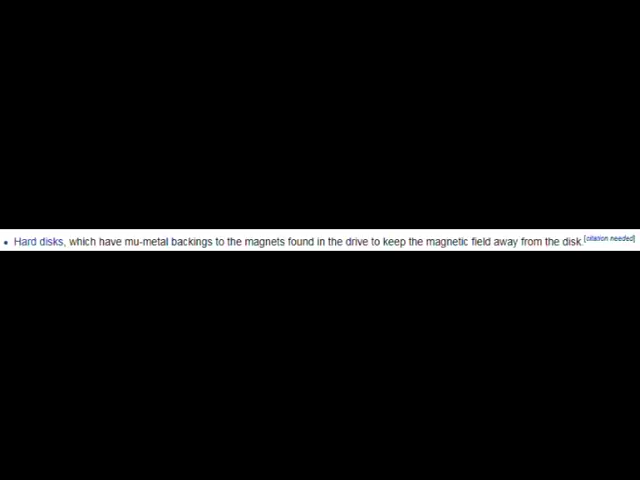 • Hard disks, which have mu-metal backings to the magnets found in the drive to keep the magnetic field away from the disk.[citation needed]